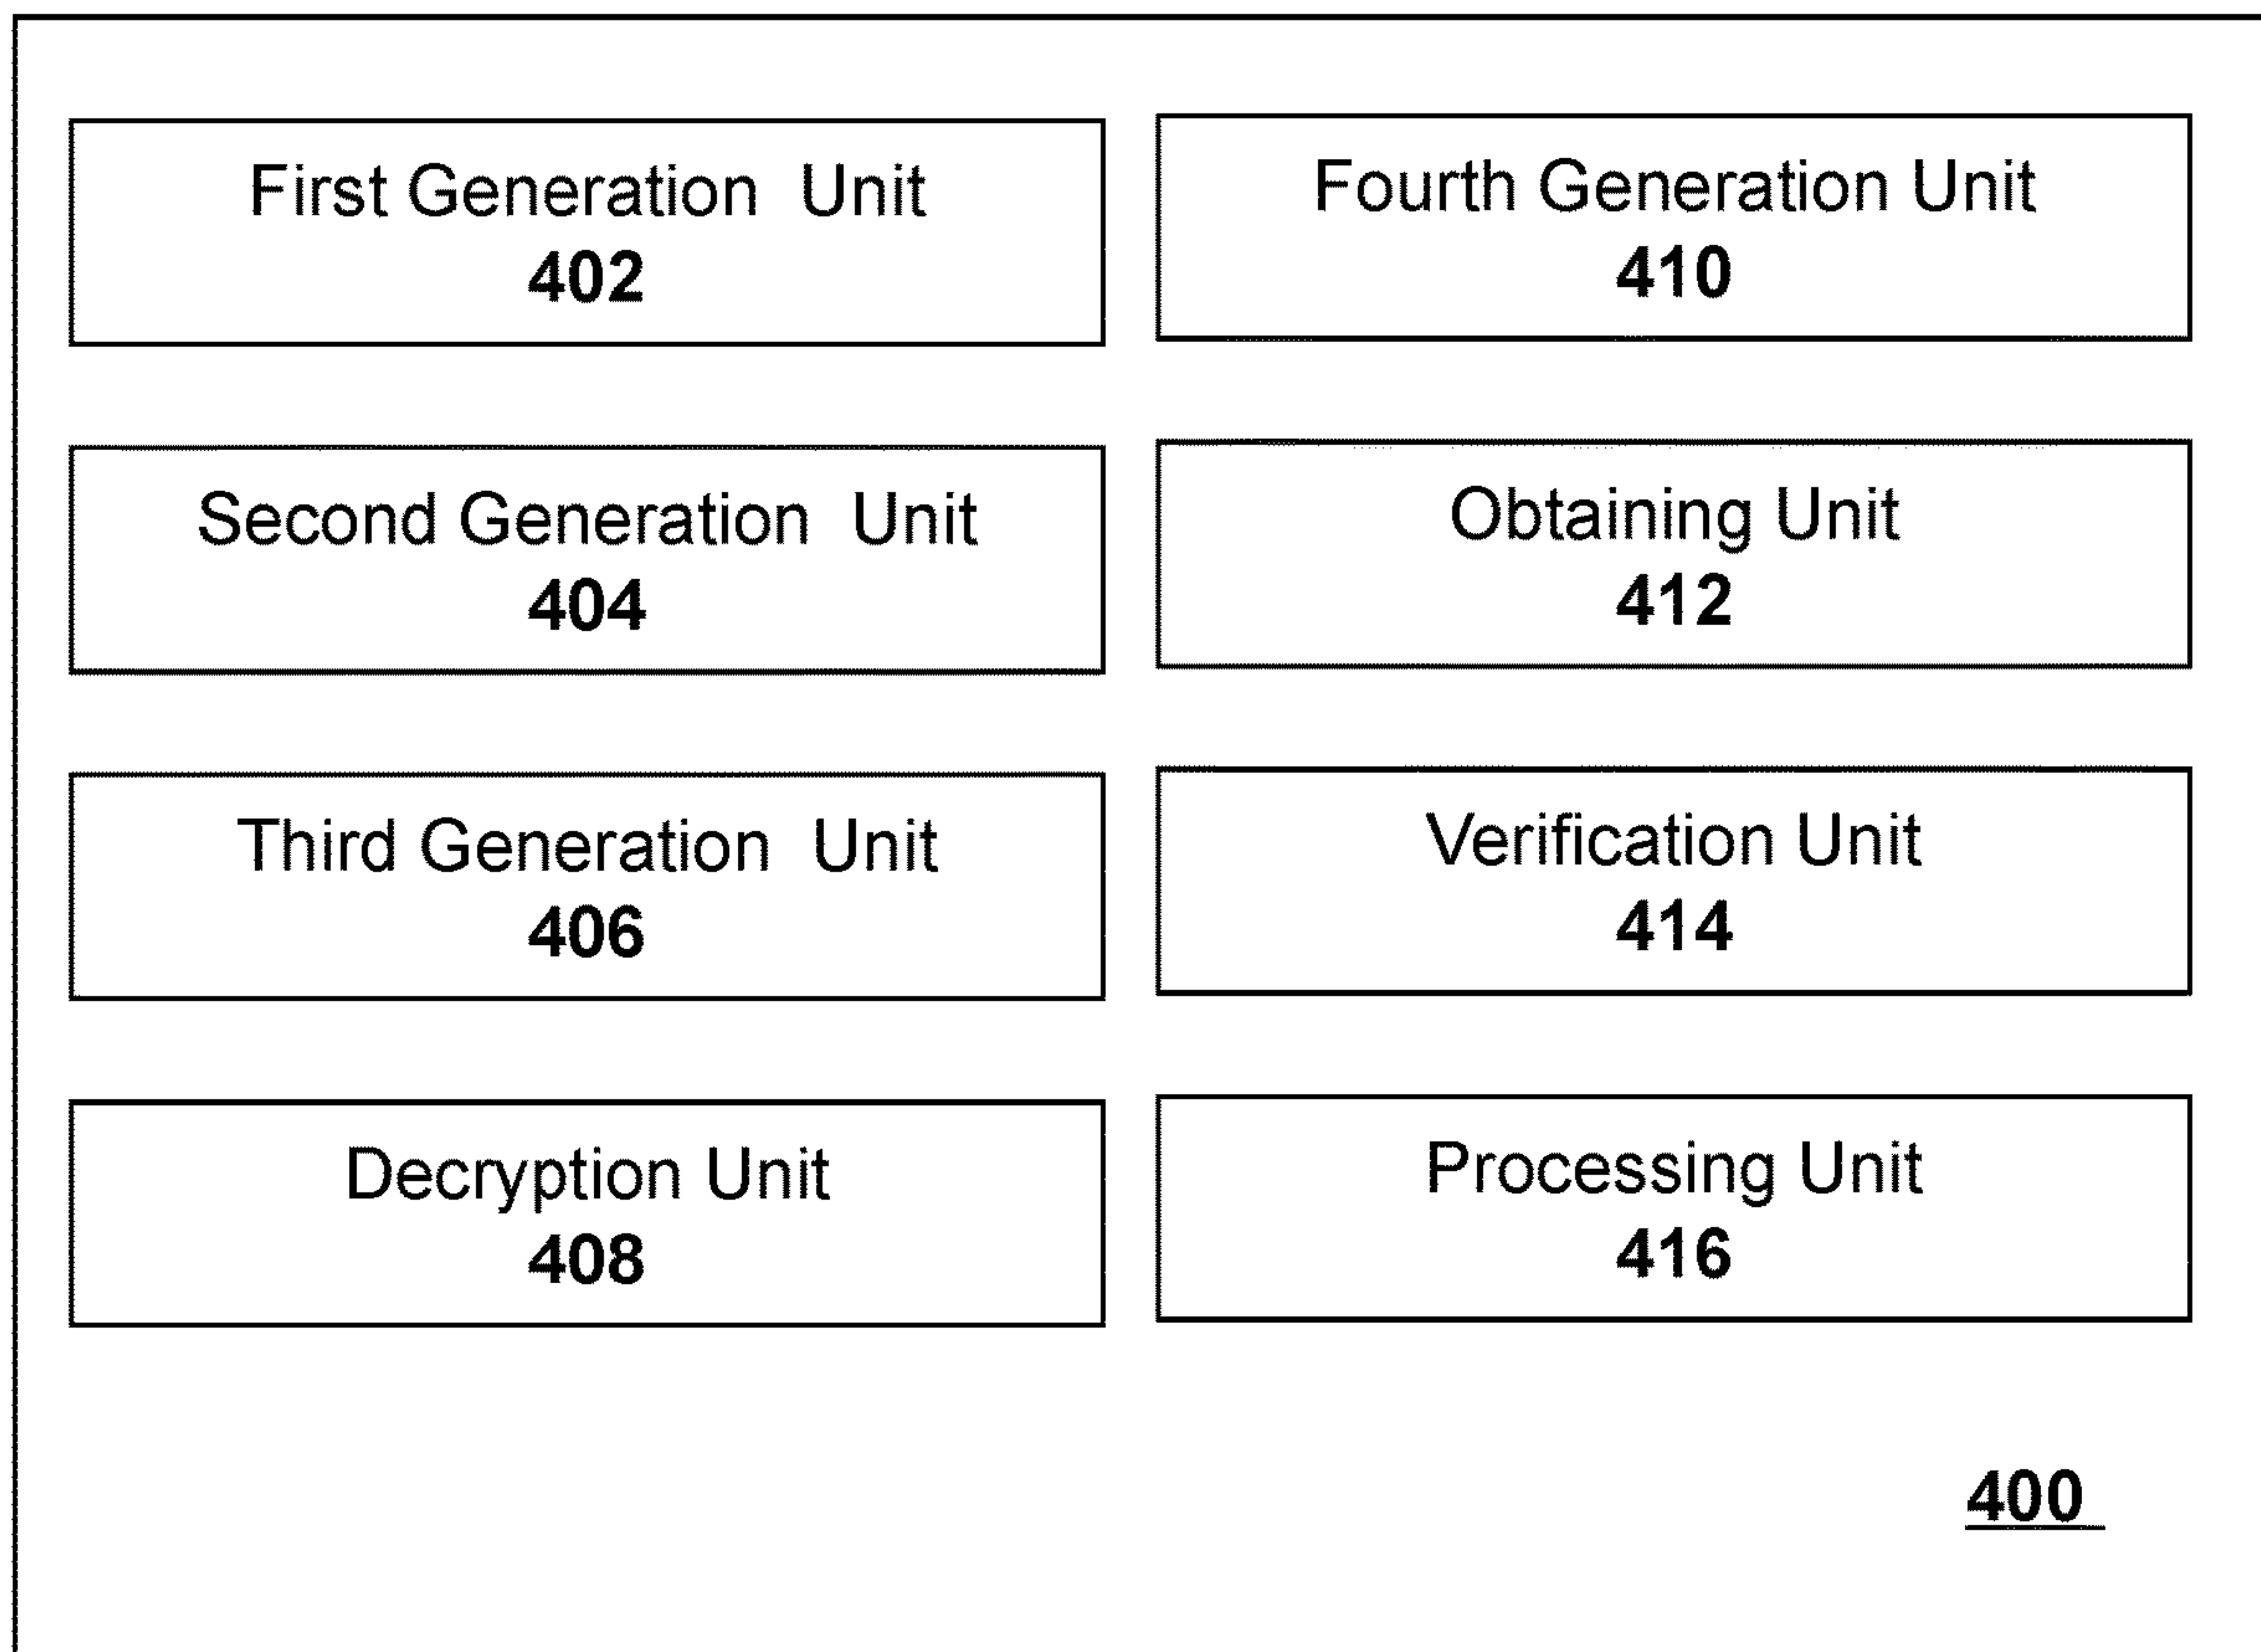 First Generation Unit
402
Second Generation Unit
404
Third Generation Unit
406
Decryption Unit
408
Fourth Generation Unit
410
Obtaining Unit
412
Verification Unit
414
Processing Unit
416
400